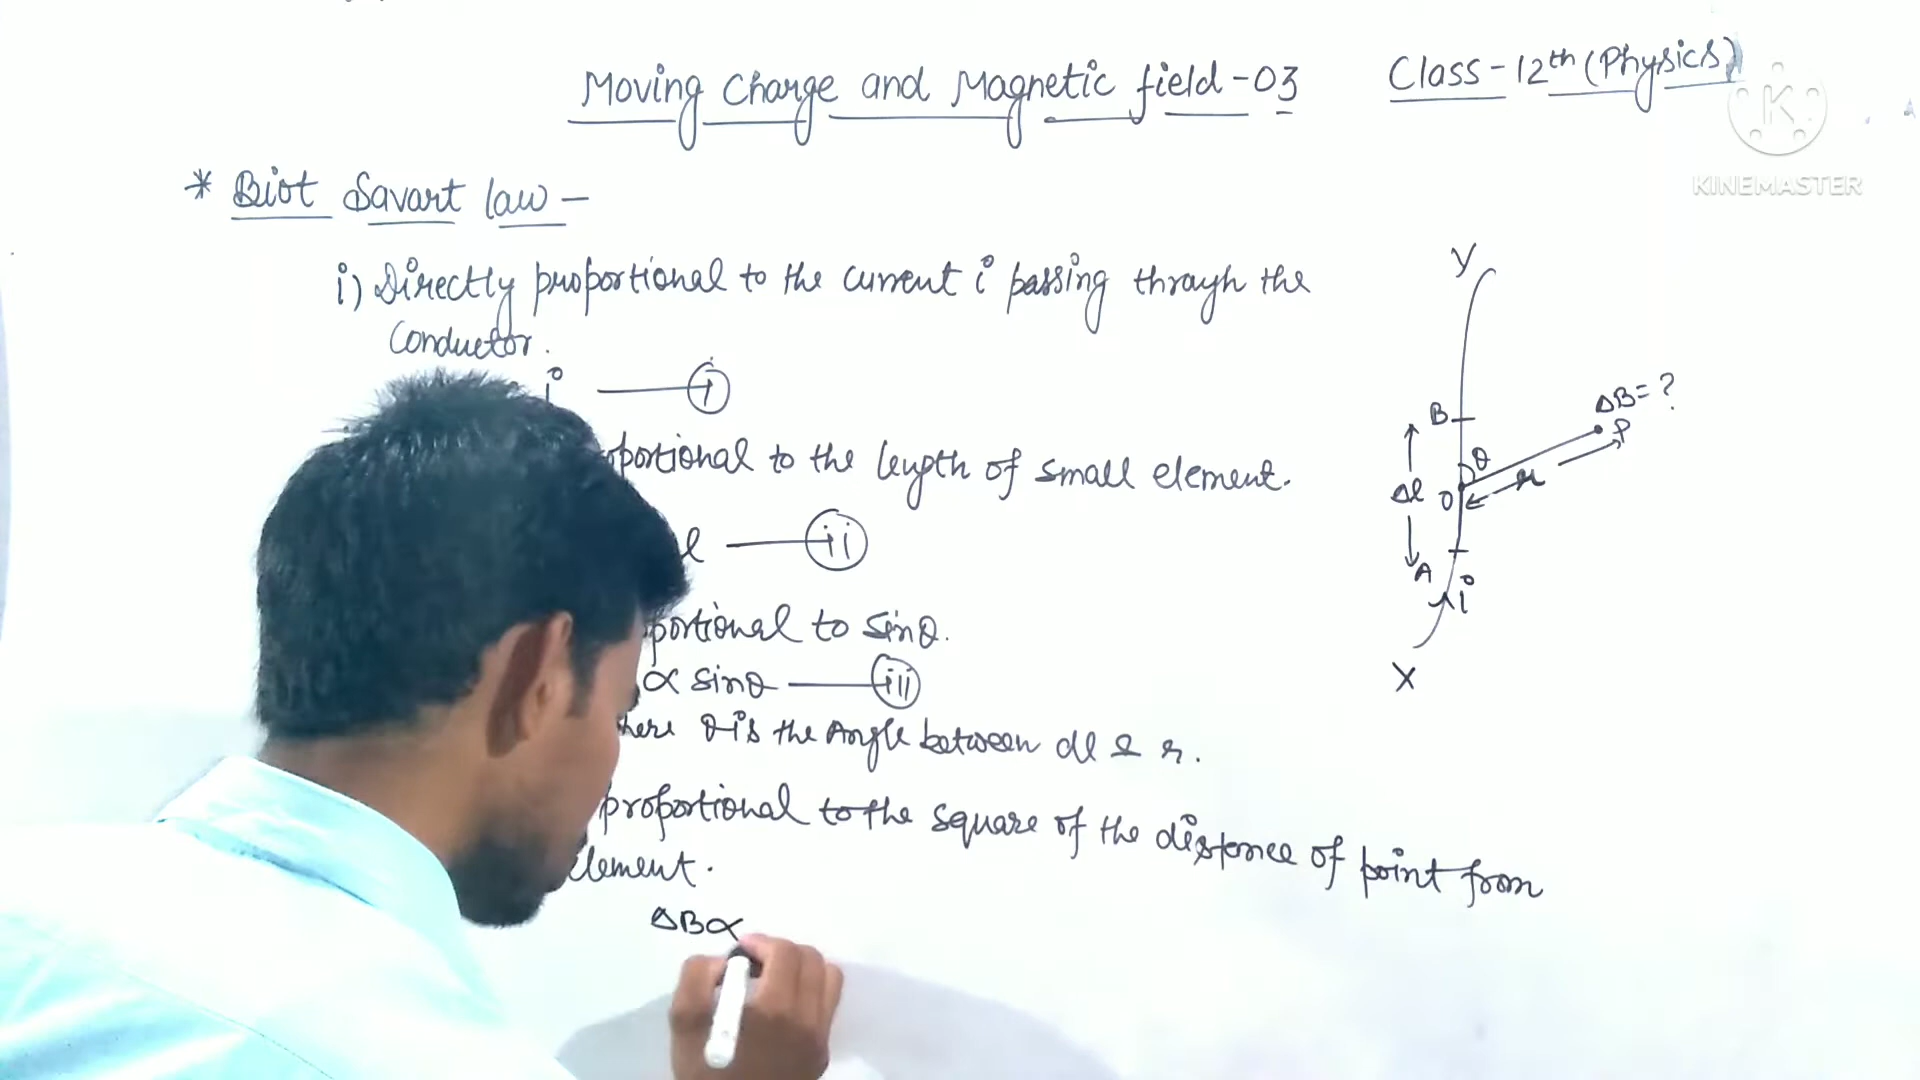 Moving Charge and Magnetic field-03
Class-12th (Physics)
KINEMASTER
* Biot Savart law -
i) Directly proportional to the current i passing through the
Conductor.
i — i
portional to the length of small element.
l — ii
portional to sinθ.
∝ sinθ — iii
here θ is the Angle between dl & r.
proportional to the square of the distance of point from
lement.
ΔB∝
Y
B
ΔB=?
P
θ
r
Δl
O
A
i
X